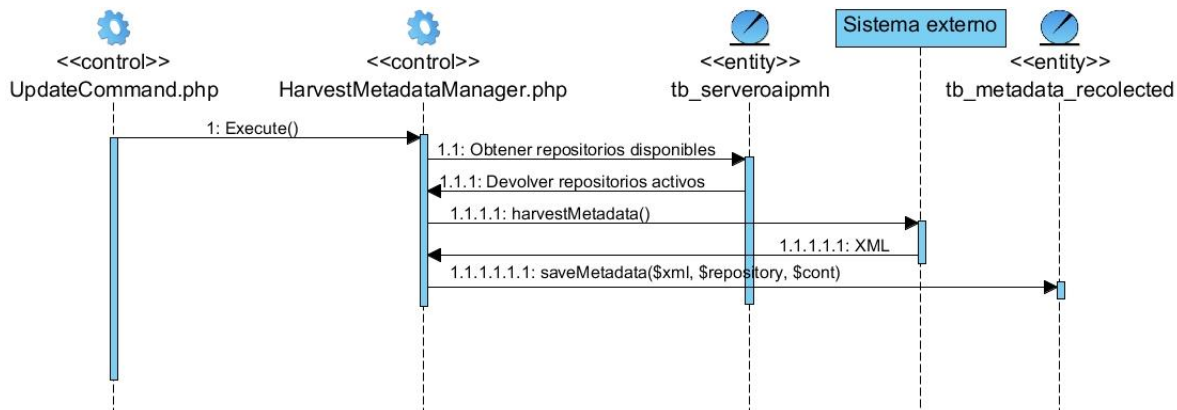 Sistema externo
<<control>>
<<control>>
<<entity>>
<<entity>>
UpdateCommand.php
HarvestMetadataManager.php
tb_serveroaipmh
tb_metadata_recolected
1: Execute()
1.1: Obtener repositorios disponibles
1.1.1: Devolver repositorios activos
1.1.1.1: harvestMetadata()
1.1.1.1.1: XML
1.1.1.1.1.1: saveMetadata($xml, $repository, $cont)